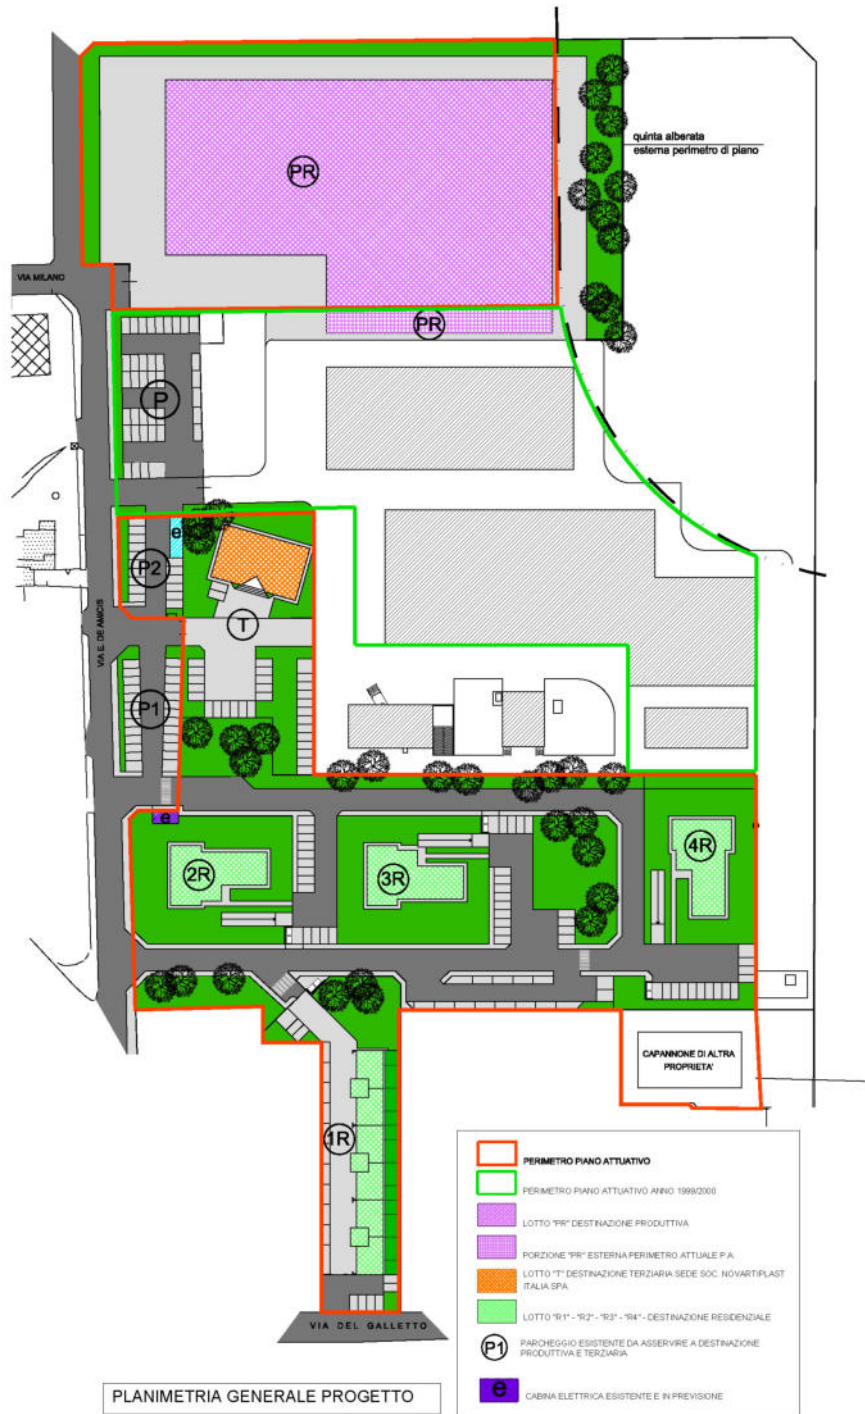 quinta alberata
esterna perimetro di piano
PR
VIA MILANO
PR
P
e
P2
T
VIA E. DE AMICIS
P1
e
2R
3R
4R
CAPANNONE DI ALTRA
PROPRIETA'
1R
VIA DEL GALLETTO
PERIMETRO PIANO ATTUATIVO
PERIMETRO PIANO ATTUATIVO ANNO 1999/2000
LOTTO "PR" DESTINAZIONE PRODUTTIVA
PORZIONE "PR" ESTERNA PERIMETRO ATTUALE P.A.
LOTTO "T" DESTINAZIONE TERZIARIA SEDE SOC. NOVARTIPLAST
ITALIA SPA
LOTTO "R1" - "R2" - "R3" - "R4" - DESTINAZIONE RESIDENZIALE
P1
PARCHEGGIO ESISTENTE DA ASSERVIRE A DESTINAZIONE
PRODUTTIVA E TERZIARIA
e
CABINA ELETTRICA ESISTENTE E IN PREVISIONE
PLANIMETRIA GENERALE PROGETTO